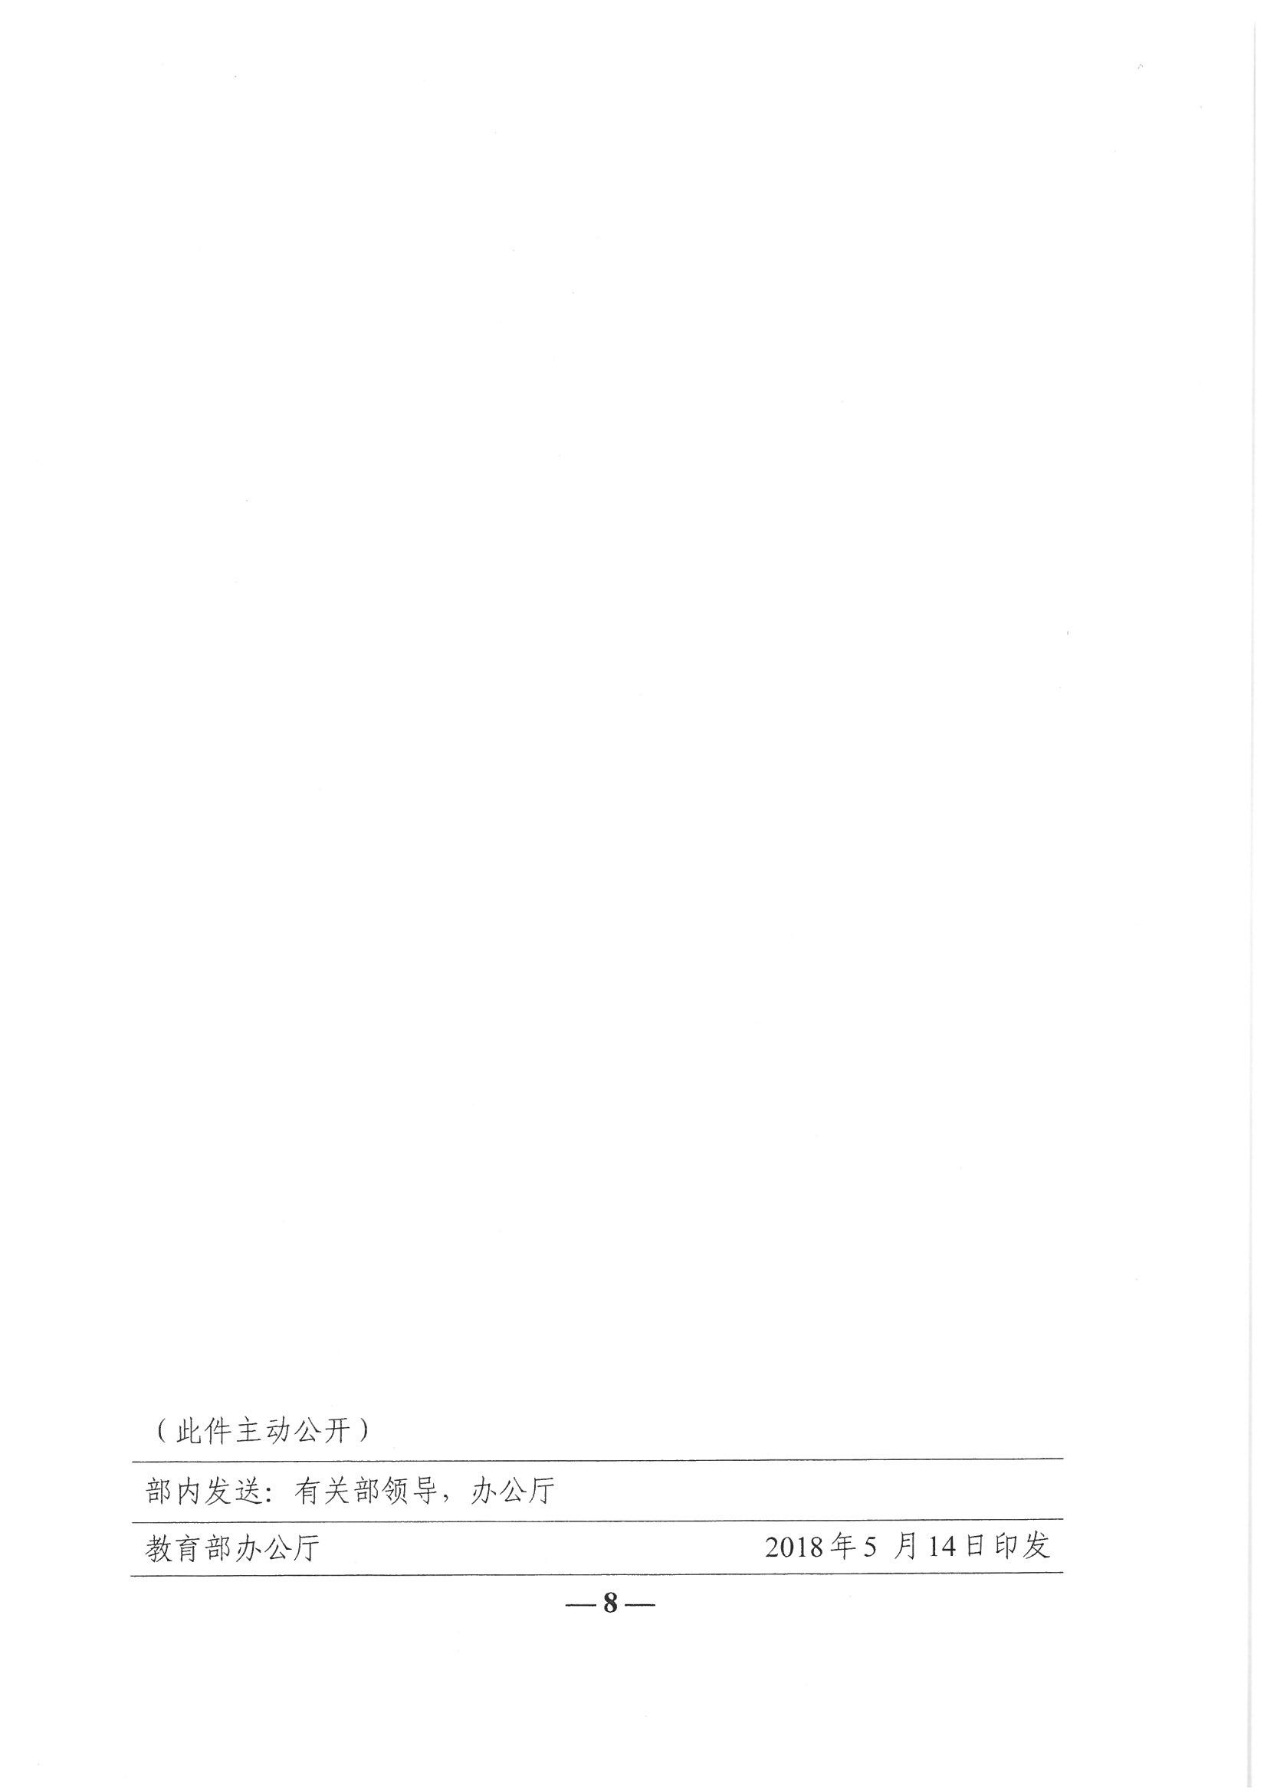 （此件主动公开）
部内发送：有关部领导，办公厅
教育部办公厅 2018年5 月14日印发
—8—